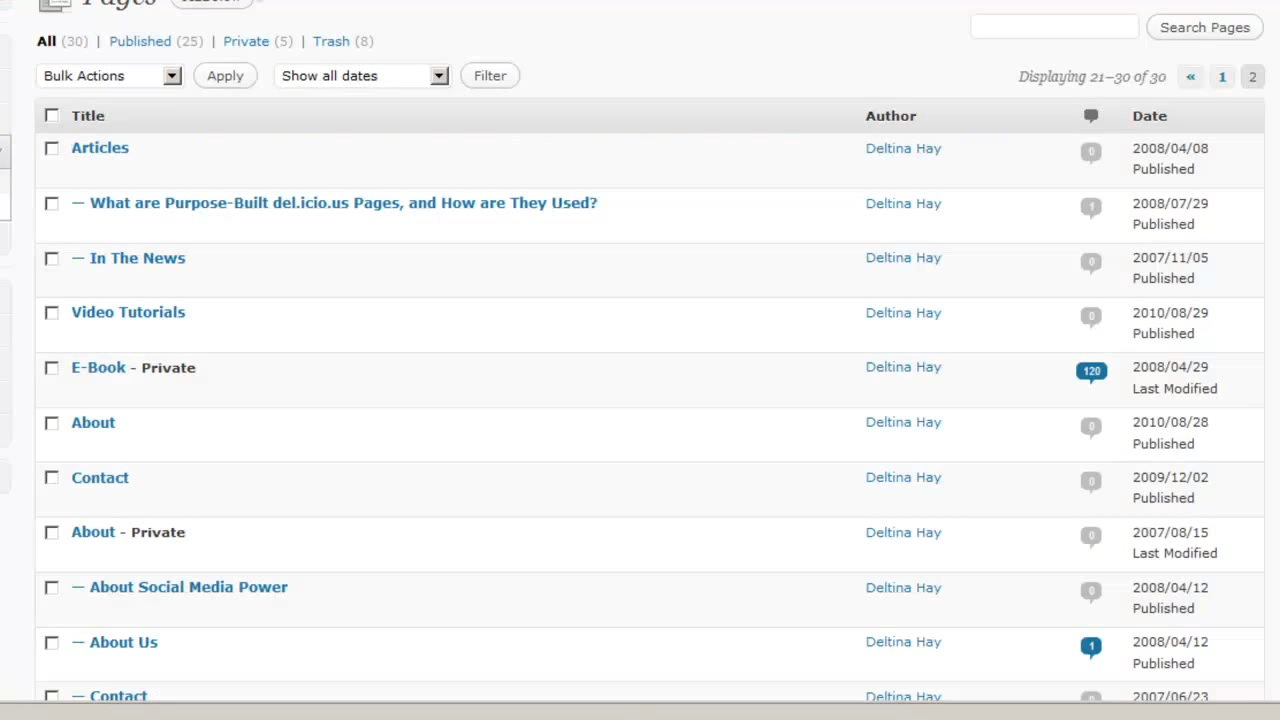 Pages
Search Pages
All (30) | Published (25) | Private (5) | Trash (8)
Bulk Actions Apply Show all dates Filter Displaying 21–30 of 30 « 1 2
Title Author Date
Articles Deltina Hay 0 2008/04/08
Published
— What are Purpose-Built del.icio.us Pages, and How are They Used? Deltina Hay 1 2008/07/29
Published
— In The News Deltina Hay 0 2007/11/05
Published
Video Tutorials Deltina Hay 0 2010/08/29
Published
E-Book - Private Deltina Hay 120 2008/04/29
Last Modified
About Deltina Hay 0 2010/08/28
Published
Contact Deltina Hay 0 2009/12/02
Published
About - Private Deltina Hay 0 2007/08/15
Last Modified
— About Social Media Power Deltina Hay 0 2008/04/12
Published
— About Us Deltina Hay 1 2008/04/12
Published
— Contact Deltina Hay 0 2007/06/23